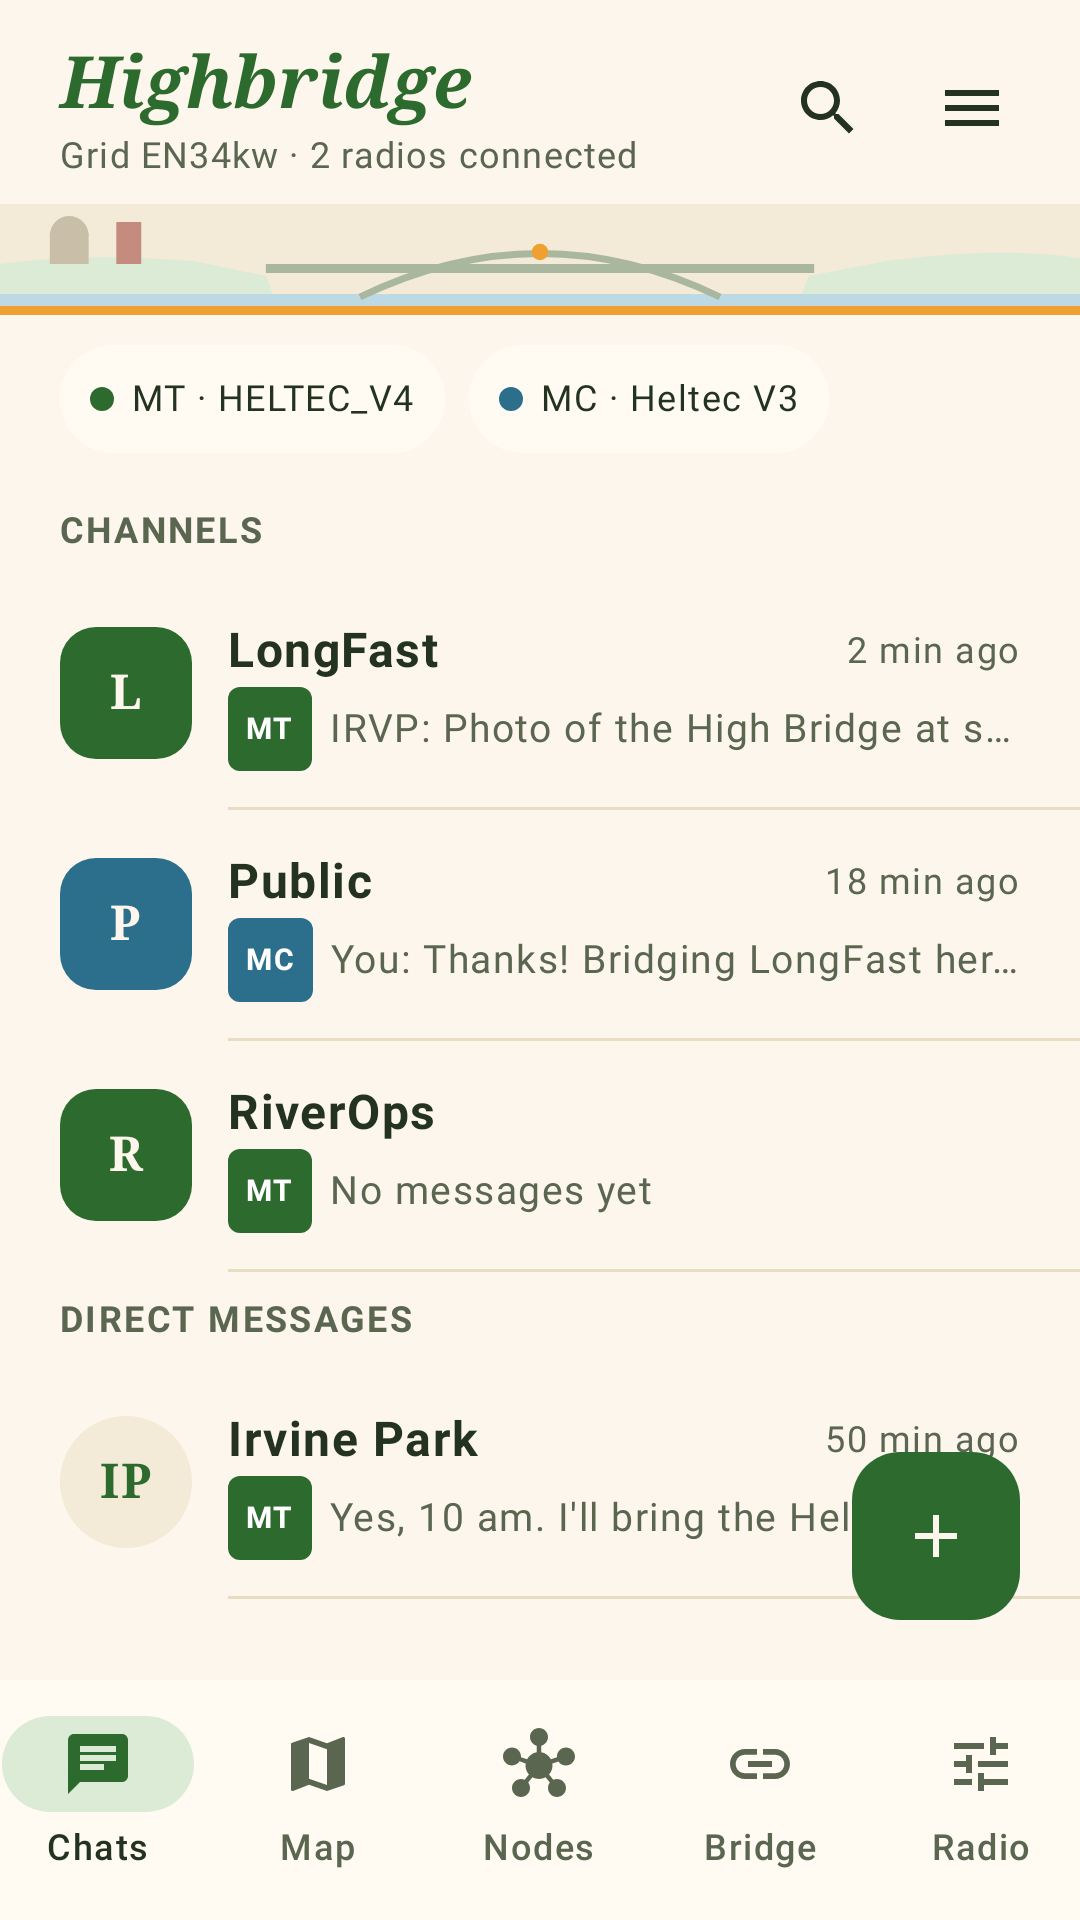 Highbridge
Grid EN34kw · 2 radios connected
MT · HELTEC_V4
MC · Heltec V3
CHANNELS
L
LongFast
2 min ago
MT
IRVP: Photo of the High Bridge at s…
P
Public
18 min ago
MC
You: Thanks! Bridging LongFast her…
R
RiverOps
MT
No messages yet
DIRECT MESSAGES
IP
Irvine Park
50 min ago
MT
Yes, 10 am. I'll bring the Hel
+
Chats
Map
Nodes
Bridge
Radio